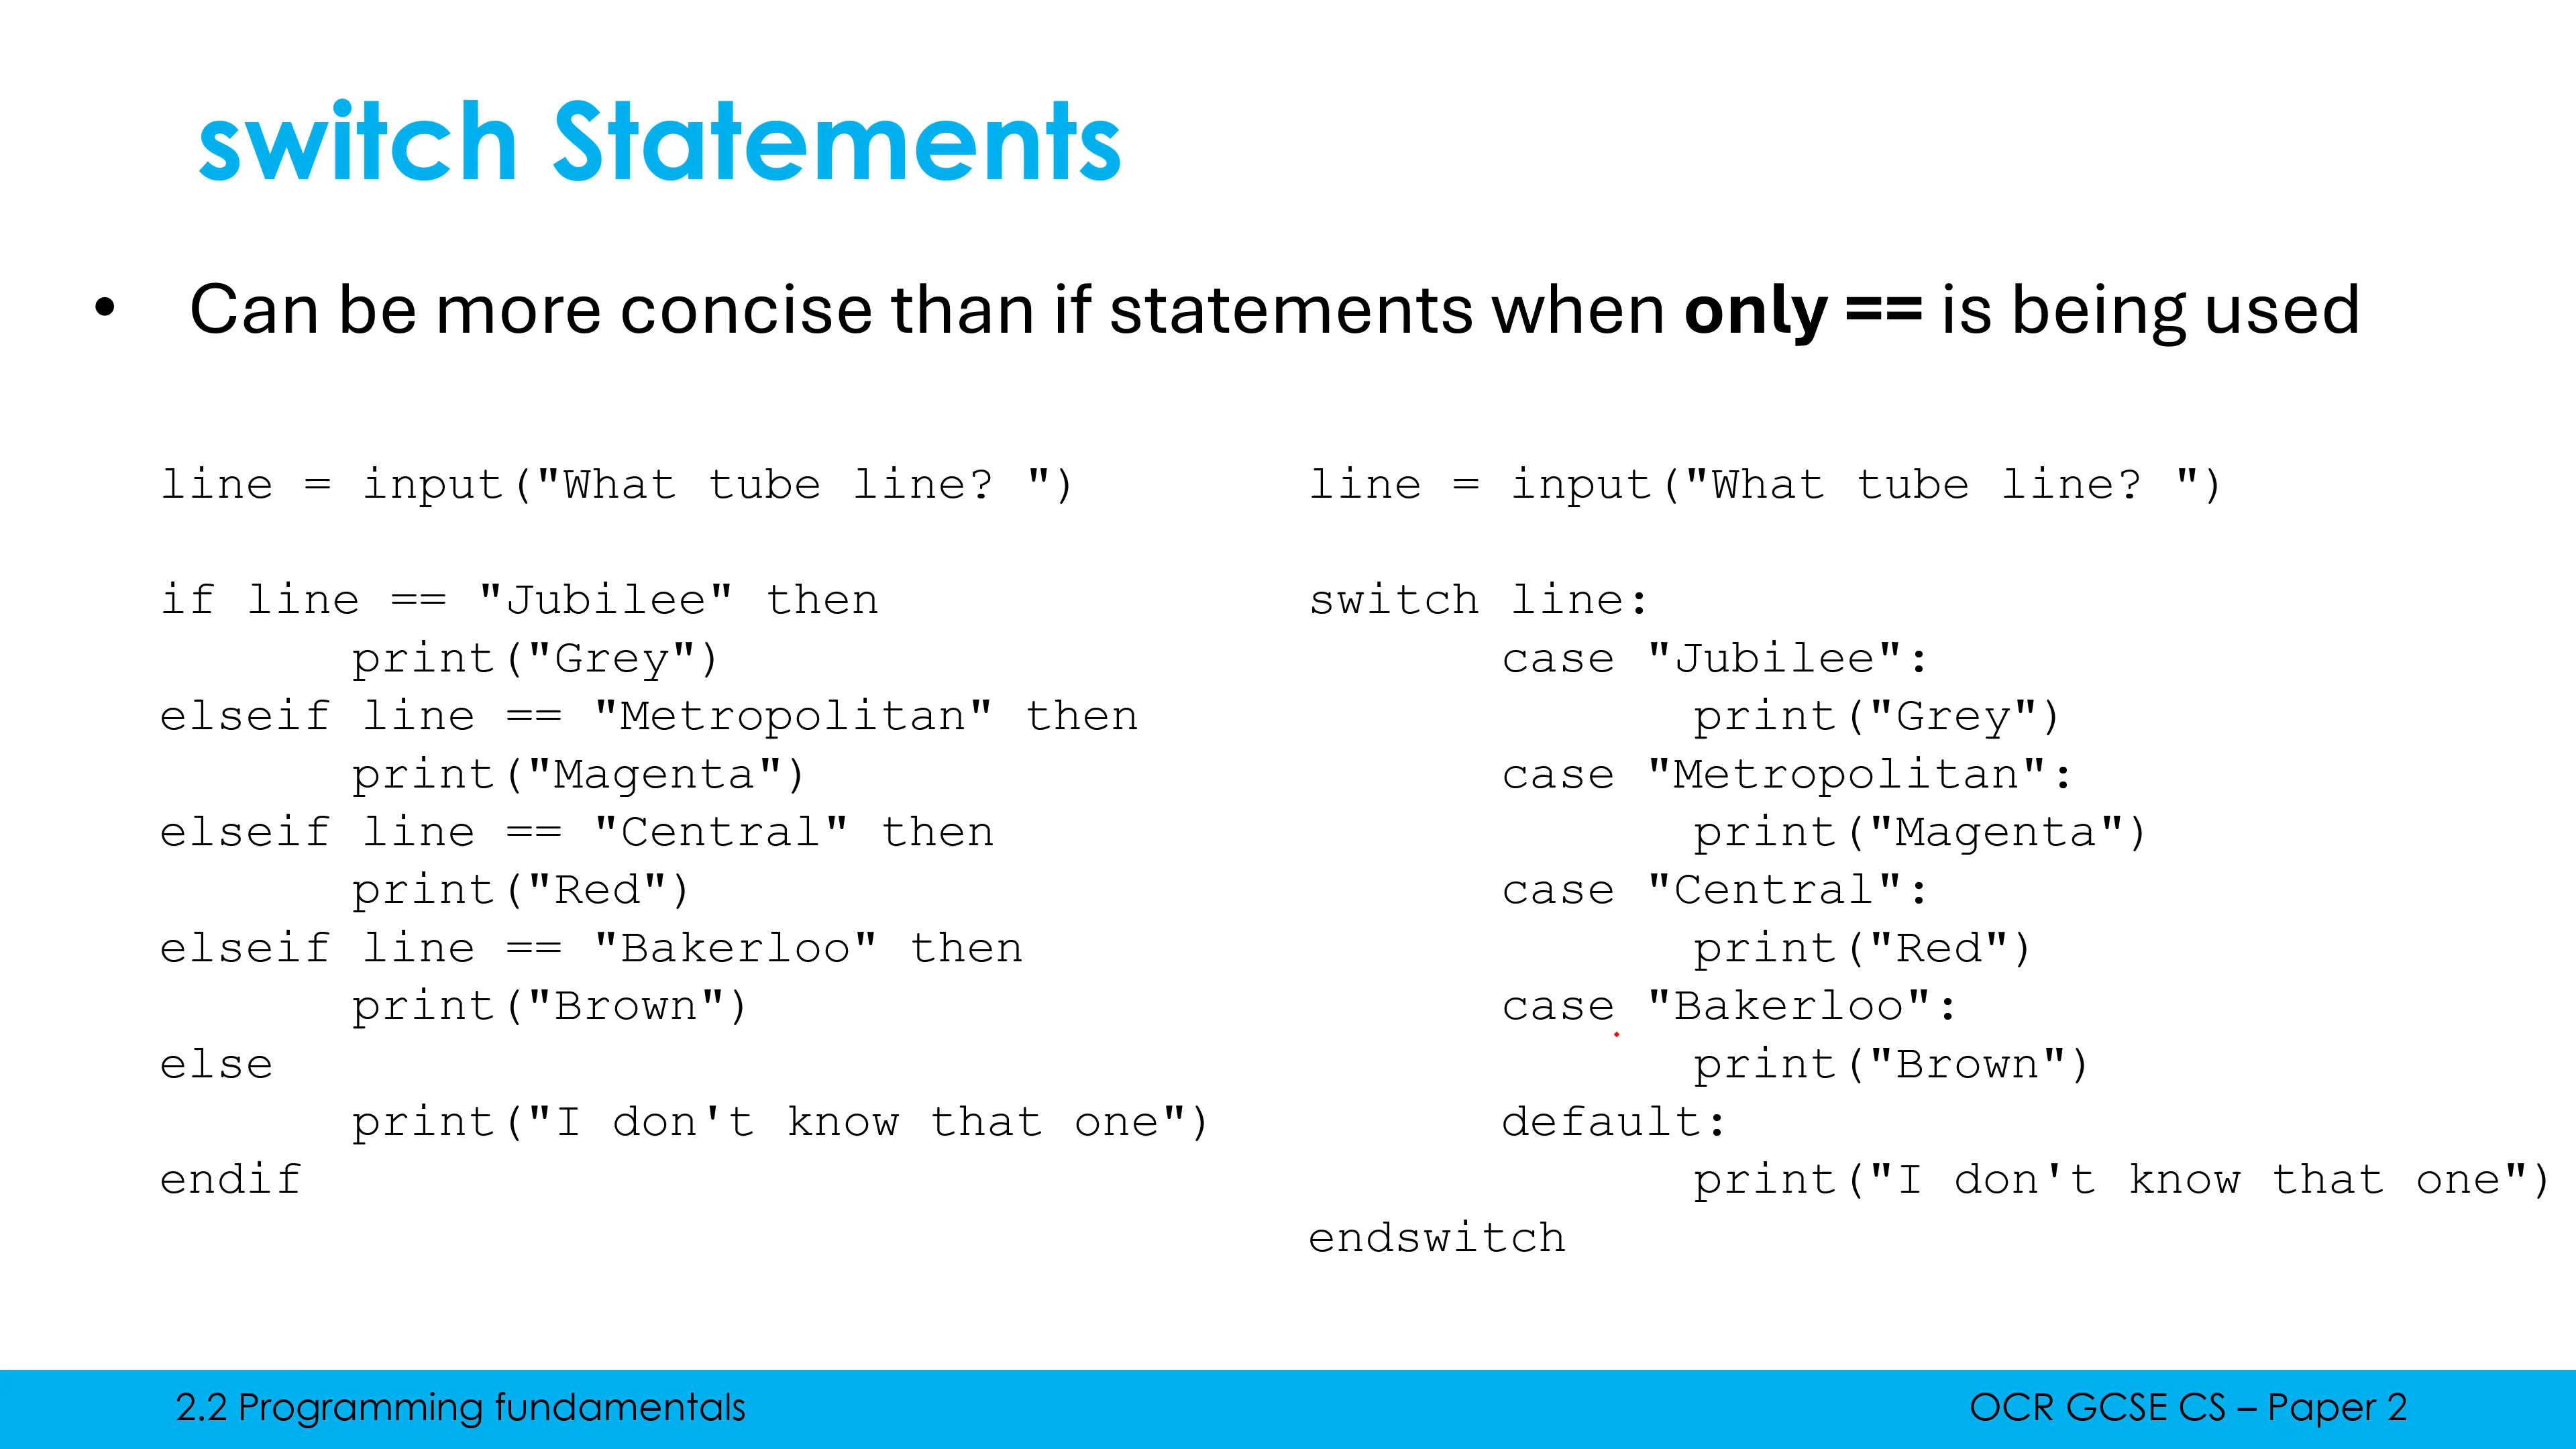 switch Statements
• Can be more concise than if statements when only == is being used
line = input("What tube line? ")
if line == "Jubilee" then
print("Grey")
elseif line == "Metropolitan" then
print("Magenta")
elseif line == "Central" then
print("Red")
elseif line == "Bakerloo" then
print("Brown")
else
print("I don't know that one")
endif
line = input("What tube line? ")
switch line:
case "Jubilee":
print("Grey")
case "Metropolitan":
print("Magenta")
case "Central":
print("Red")
case "Bakerloo":
print("Brown")
default:
print("I don't know that one")
endswitch
2.2 Programming fundamentals
OCR GCSE CS – Paper 2